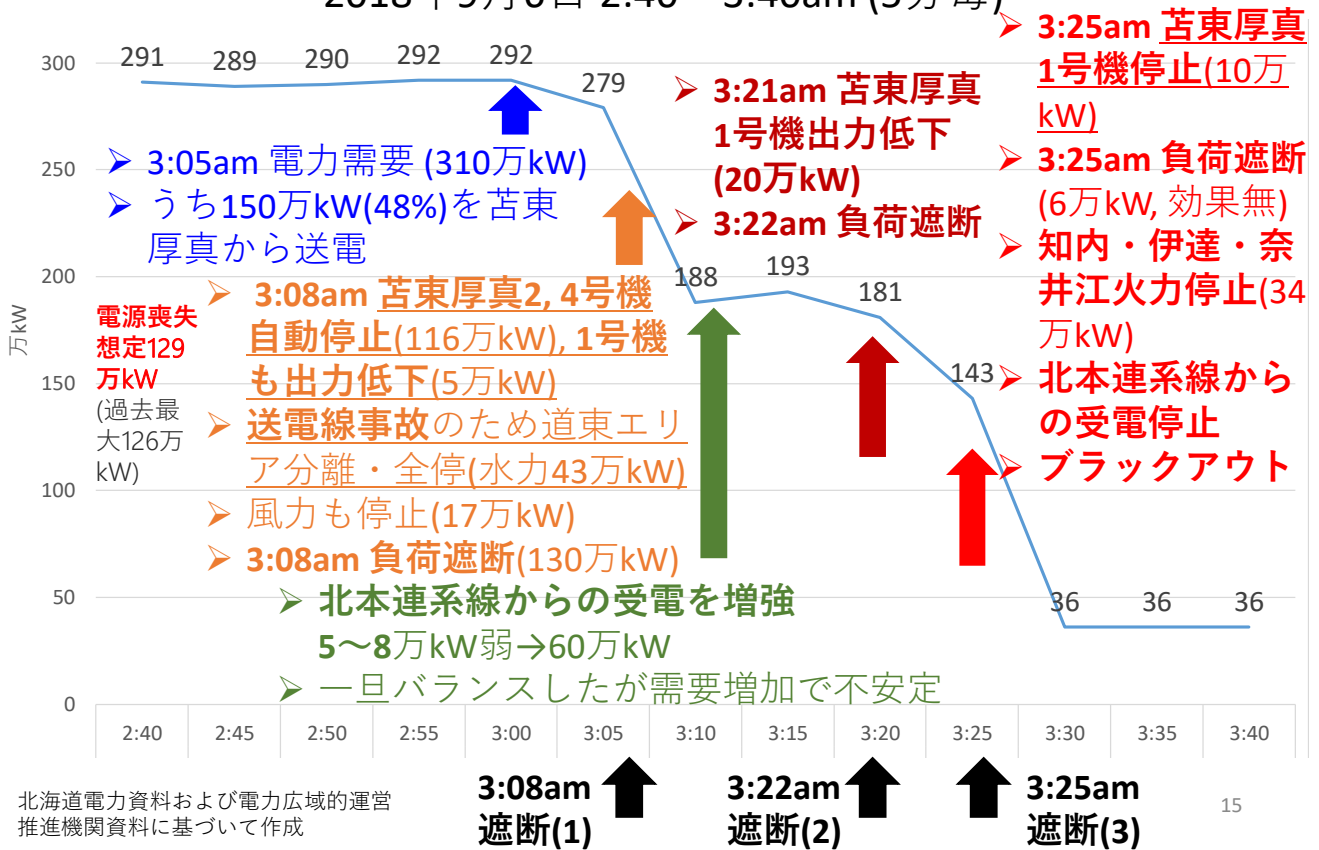 2018年9月6日 2:40～3:40am (5分毎)
➢ 3:25am 苫東厚真
1号機停止(10万
kW)
➢ 3:25am 負荷遮断
(6万kW, 効果無)
➢ 知内・伊達・奈
井江火力停止(34
万kW)
➢ 北本連系線から
の受電停止
➢ ブラックアウト
➢ 3:21am 苫東厚真
1号機出力低下
(20万kW)
➢ 3:22am 負荷遮断
➢ 3:05am 電力需要 (310万kW)
➢ うち150万kW(48%)を苫東
厚真から送電
➢ 3:08am 苫東厚真2, 4号機
自動停止(116万kW), 1号機
も出力低下(5万kW)
➢ 送電線事故のため道東エリ
ア分離・全停(水力43万kW)
➢ 風力も停止(17万kW)
➢ 3:08am 負荷遮断(130万kW)
➢ 北本連系線からの受電を増強
5～8万kW弱→60万kW
➢ 一旦バランスしたが需要増加で不安定
電源喪失
想定129
万kW
(過去最
大126万
kW)
291 289 290 292 292 279 188 193 181 143 36 36 36
万kW
300
250
200
150
100
50
0
2:40 2:45 2:50 2:55 3:00 3:05 3:10 3:15 3:20 3:25 3:30 3:35 3:40
3:08am
遮断(1)
3:22am
遮断(2)
3:25am
遮断(3)
北海道電力資料および電力広域的運営
推進機関資料に基づいて作成
15